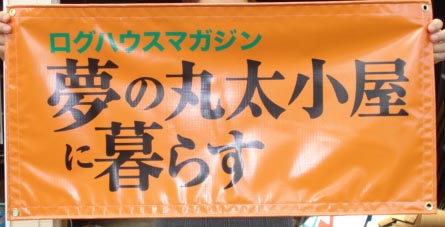 ログハウスマガジン
夢の丸太小屋
に暮らす